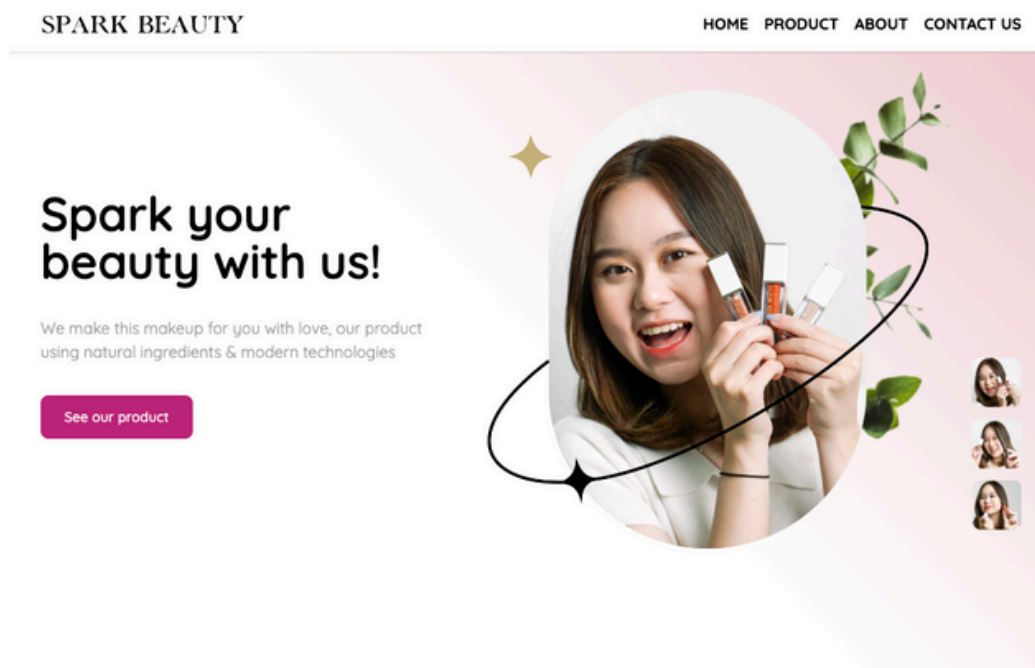 SPARK BEAUTY
HOME PRODUCT ABOUT CONTACT US
Spark your
beauty with us!
We make this makeup for you with love, our product
using natural ingredients & modern technologies
See our product